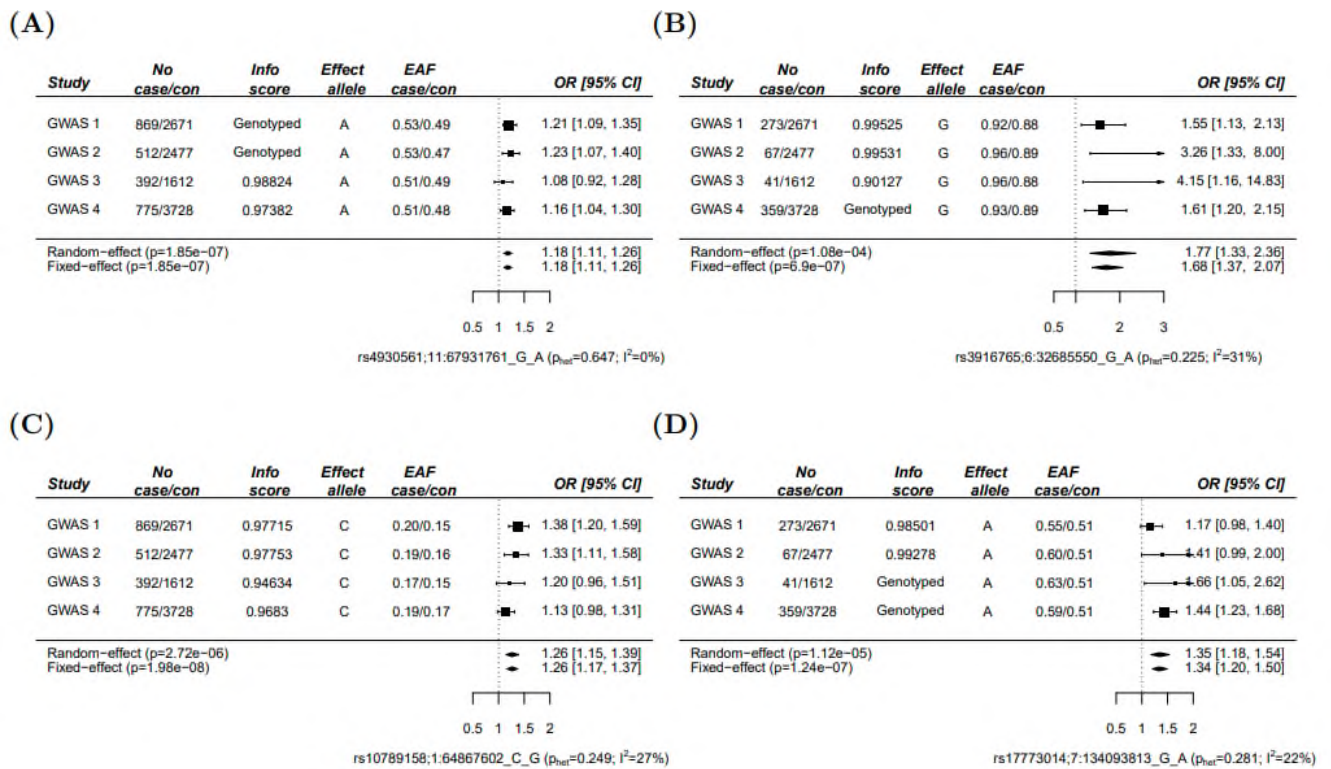 (A)
Study No case/con Info score Effect allele EAF case/con OR [95% CI]
GWAS 1 869/2671 Genotyped A 0.53/0.49 1.21 [1.09, 1.35]
GWAS 2 512/2477 Genotyped A 0.53/0.47 1.23 [1.07, 1.40]
GWAS 3 392/1612 0.98824 A 0.51/0.49 1.08 [0.92, 1.28]
GWAS 4 775/3728 0.97382 A 0.51/0.48 1.16 [1.04, 1.30]
Random−effect (p=1.85e−07) 1.18 [1.11, 1.26]
Fixed−effect (p=1.85e−07) 1.18 [1.11, 1.26]
0.5 1 1.5 2
rs4930561;11:67931761_G_A (phet=0.647; I²=0%)
(B)
Study No case/con Info score Effect allele EAF case/con OR [95% CI]
GWAS 1 273/2671 0.99525 G 0.92/0.88 1.55 [1.13, 2.13]
GWAS 2 67/2477 0.99531 G 0.96/0.89 3.26 [1.33, 8.00]
GWAS 3 41/1612 0.90127 G 0.96/0.88 4.15 [1.16, 14.83]
GWAS 4 359/3728 Genotyped G 0.93/0.89 1.61 [1.20, 2.15]
Random−effect (p=1.08e−04) 1.77 [1.33, 2.36]
Fixed−effect (p=6.9e−07) 1.68 [1.37, 2.07]
0.5 2 3
rs3916765;6:32685550_G_A (phet=0.225; I²=31%)
(C)
Study No case/con Info score Effect allele EAF case/con OR [95% CI]
GWAS 1 869/2671 0.97715 C 0.20/0.15 1.38 [1.20, 1.59]
GWAS 2 512/2477 0.97753 C 0.19/0.16 1.33 [1.11, 1.58]
GWAS 3 392/1612 0.94634 C 0.17/0.15 1.20 [0.96, 1.51]
GWAS 4 775/3728 0.9683 C 0.19/0.17 1.13 [0.98, 1.31]
Random−effect (p=2.72e−06) 1.26 [1.15, 1.39]
Fixed−effect (p=1.98e−08) 1.26 [1.17, 1.37]
0.5 1 1.5 2
rs10789158;1:64867602_C_G (phet=0.249; I²=27%)
(D)
Study No case/con Info score Effect allele EAF case/con OR [95% CI]
GWAS 1 273/2671 0.98501 A 0.55/0.51 1.17 [0.98, 1.40]
GWAS 2 67/2477 0.99278 A 0.60/0.51 1.41 [0.99, 2.00]
GWAS 3 41/1612 Genotyped A 0.63/0.51 1.66 [1.05, 2.62]
GWAS 4 359/3728 Genotyped A 0.59/0.51 1.44 [1.23, 1.68]
Random−effect (p=1.12e−05) 1.35 [1.18, 1.54]
Fixed−effect (p=1.24e−07) 1.34 [1.20, 1.50]
0.5 1 1.5 2
rs17773014;7:134093813_G_A (phet=0.281; I²=22%)